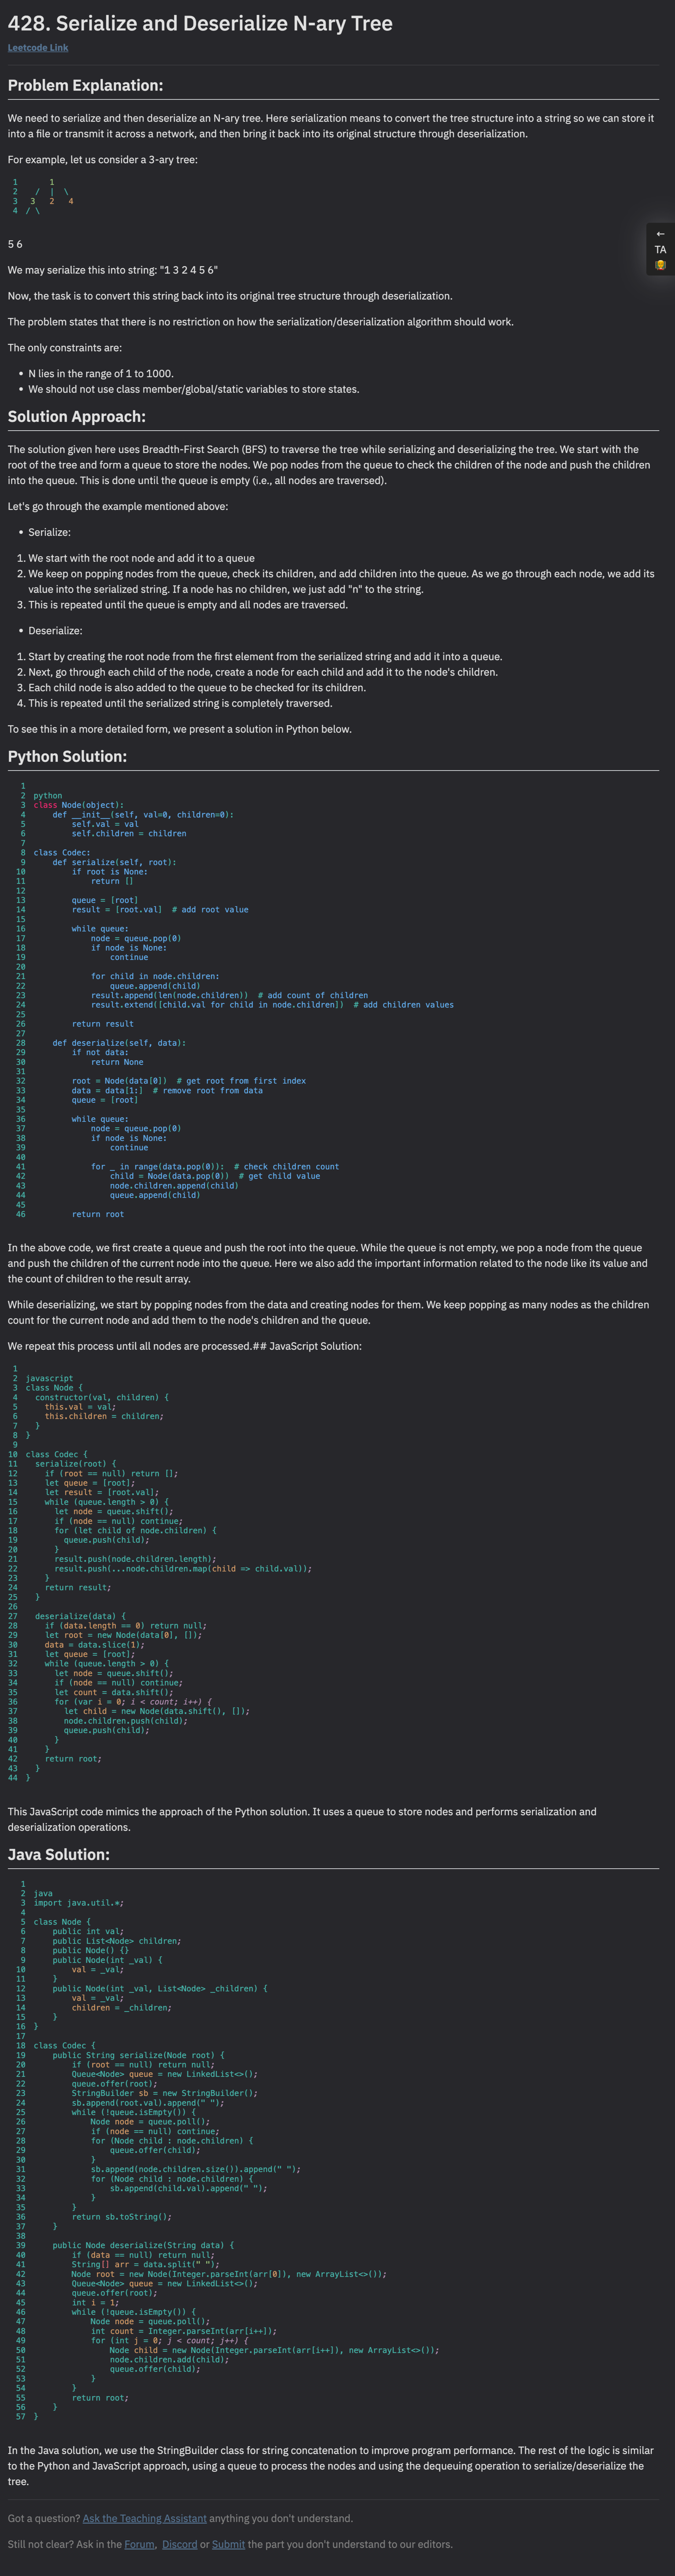 428. Serialize and Deserialize N-ary Tree
Leetcode Link
Problem Explanation:
We need to serialize and then deserialize an N-ary tree. Here serialization means to convert the tree structure into a string so we can store it
into a file or transmit it across a network, and then bring it back into its original structure through deserialization.
For example, let us consider a 3-ary tree:
1       1
2    /  |  \
3   3   2   4
4  / \
←
TA
5 6
We may serialize this into string: "1 3 2 4 5 6"
Now, the task is to convert this string back into its original tree structure through deserialization.
The problem states that there is no restriction on how the serialization/deserialization algorithm should work.
The only constraints are:
• N lies in the range of 1 to 1000.
• We should not use class member/global/static variables to store states.
Solution Approach:
The solution given here uses Breadth-First Search (BFS) to traverse the tree while serializing and deserializing the tree. We start with the
root of the tree and form a queue to store the nodes. We pop nodes from the queue to check the children of the node and push the children
into the queue. This is done until the queue is empty (i.e., all nodes are traversed).
Let's go through the example mentioned above:
• Serialize:
1. We start with the root node and add it to a queue
2. We keep on popping nodes from the queue, check its children, and add children into the queue. As we go through each node, we add its
value into the serialized string. If a node has no children, we just add "n" to the string.
3. This is repeated until the queue is empty and all nodes are traversed.
• Deserialize:
1. Start by creating the root node from the first element from the serialized string and add it into a queue.
2. Next, go through each child of the node, create a node for each child and add it to the node's children.
3. Each child node is also added to the queue to be checked for its children.
4. This is repeated until the serialized string is completely traversed.
To see this in a more detailed form, we present a solution in Python below.
Python Solution:
1
2 python
3 class Node(object):
4     def __init__(self, val=0, children=0):
5         self.val = val
6         self.children = children
7
8 class Codec:
9     def serialize(self, root):
10         if root is None:
11             return []
12
13         queue = [root]
14         result = [root.val]  # add root value
15
16         while queue:
17             node = queue.pop(0)
18             if node is None:
19                 continue
20
21             for child in node.children:
22                 queue.append(child)
23             result.append(len(node.children))  # add count of children
24             result.extend([child.val for child in node.children])  # add children values
25
26         return result
27
28     def deserialize(self, data):
29         if not data:
30             return None
31
32         root = Node(data[0])  # get root from first index
33         data = data[1:]  # remove root from data
34         queue = [root]
35
36         while queue:
37             node = queue.pop(0)
38             if node is None:
39                 continue
40
41             for _ in range(data.pop(0)):  # check children count
42                 child = Node(data.pop(0))  # get child value
43                 node.children.append(child)
44                 queue.append(child)
45
46         return root
In the above code, we first create a queue and push the root into the queue. While the queue is not empty, we pop a node from the queue
and push the children of the current node into the queue. Here we also add the important information related to the node like its value and
the count of children to the result array.
While deserializing, we start by popping nodes from the data and creating nodes for them. We keep popping as many nodes as the children
count for the current node and add them to the node's children and the queue.
We repeat this process until all nodes are processed.## JavaScript Solution:
1
2 javascript
3 class Node {
4   constructor(val, children) {
5     this.val = val;
6     this.children = children;
7   }
8 }
9
10 class Codec {
11   serialize(root) {
12     if (root == null) return [];
13     let queue = [root];
14     let result = [root.val];
15     while (queue.length > 0) {
16       let node = queue.shift();
17       if (node == null) continue;
18       for (let child of node.children) {
19         queue.push(child);
20       }
21       result.push(node.children.length);
22       result.push(...node.children.map(child => child.val));
23     }
24     return result;
25   }
26
27   deserialize(data) {
28     if (data.length == 0) return null;
29     let root = new Node(data[0], []);
30     data = data.slice(1);
31     let queue = [root];
32     while (queue.length > 0) {
33       let node = queue.shift();
34       if (node == null) continue;
35       let count = data.shift();
36       for (var i = 0; i < count; i++) {
37         let child = new Node(data.shift(), []);
38         node.children.push(child);
39         queue.push(child);
40       }
41     }
42     return root;
43   }
44 }
This JavaScript code mimics the approach of the Python solution. It uses a queue to store nodes and performs serialization and
deserialization operations.
Java Solution:
1
2 java
3 import java.util.*;
4
5 class Node {
6     public int val;
7     public List<Node> children;
8     public Node() {}
9     public Node(int _val) {
10         val = _val;
11     }
12     public Node(int _val, List<Node> _children) {
13         val = _val;
14         children = _children;
15     }
16 }
17
18 class Codec {
19     public String serialize(Node root) {
20         if (root == null) return null;
21         Queue<Node> queue = new LinkedList<>();
22         queue.offer(root);
23         StringBuilder sb = new StringBuilder();
24         sb.append(root.val).append(" ");
25         while (!queue.isEmpty()) {
26             Node node = queue.poll();
27             if (node == null) continue;
28             for (Node child : node.children) {
29                 queue.offer(child);
30             }
31             sb.append(node.children.size()).append(" ");
32             for (Node child : node.children) {
33                 sb.append(child.val).append(" ");
34             }
35         }
36         return sb.toString();
37     }
38
39     public Node deserialize(String data) {
40         if (data == null) return null;
41         String[] arr = data.split(" ");
42         Node root = new Node(Integer.parseInt(arr[0]), new ArrayList<>());
43         Queue<Node> queue = new LinkedList<>();
44         queue.offer(root);
45         int i = 1;
46         while (!queue.isEmpty()) {
47             Node node = queue.poll();
48             int count = Integer.parseInt(arr[i++]);
49             for (int j = 0; j < count; j++) {
50                 Node child = new Node(Integer.parseInt(arr[i++]), new ArrayList<>());
51                 node.children.add(child);
52                 queue.offer(child);
53             }
54         }
55         return root;
56     }
57 }
In the Java solution, we use the StringBuilder class for string concatenation to improve program performance. The rest of the logic is similar
to the Python and JavaScript approach, using a queue to process the nodes and using the dequeuing operation to serialize/deserialize the
tree.
Got a question? Ask the Teaching Assistant anything you don't understand.
Still not clear? Ask in the Forum, Discord or Submit the part you don't understand to our editors.